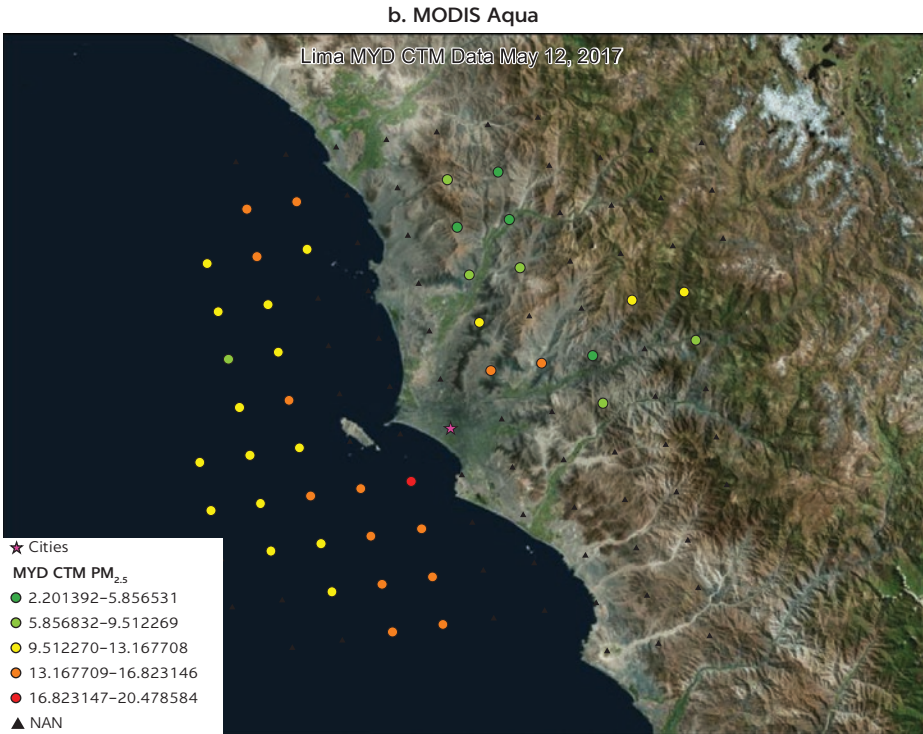 b. MODIS Aqua
Lima MYD CTM Data May 12, 2017
Cities
MYD CTM PM2.5
2.201392–5.856531
5.856832–9.512269
9.512270–13.167708
13.167709–16.823146
16.823147–20.478584
NAN